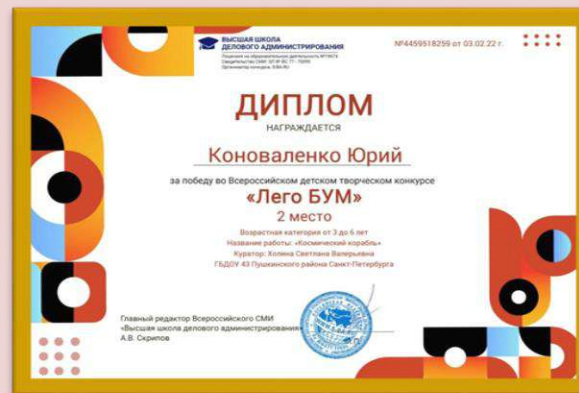 ВЫСШАЯ ШКОЛА
ДЕЛОВОГО АДМИНИСТРИРОВАНИЯ
№4459518259 от 03.02.22 г.
ДИПЛОМ
НАГРАЖДАЕТСЯ
Коноваленко Юрий
за победу во Всероссийском детском творческом конкурсе
«Лего БУМ»
2 место
Возрастная категория от 3 до 6 лет
Название работы: «Космический корабль»
Куратор: Холина Светлана Валерьевна
ГБДОУ 43 Пушкинского района Санкт-Петербурга
Главный редактор Всероссийского СМИ
«Высшая школа делового администрирования»
А.В. Скрипов